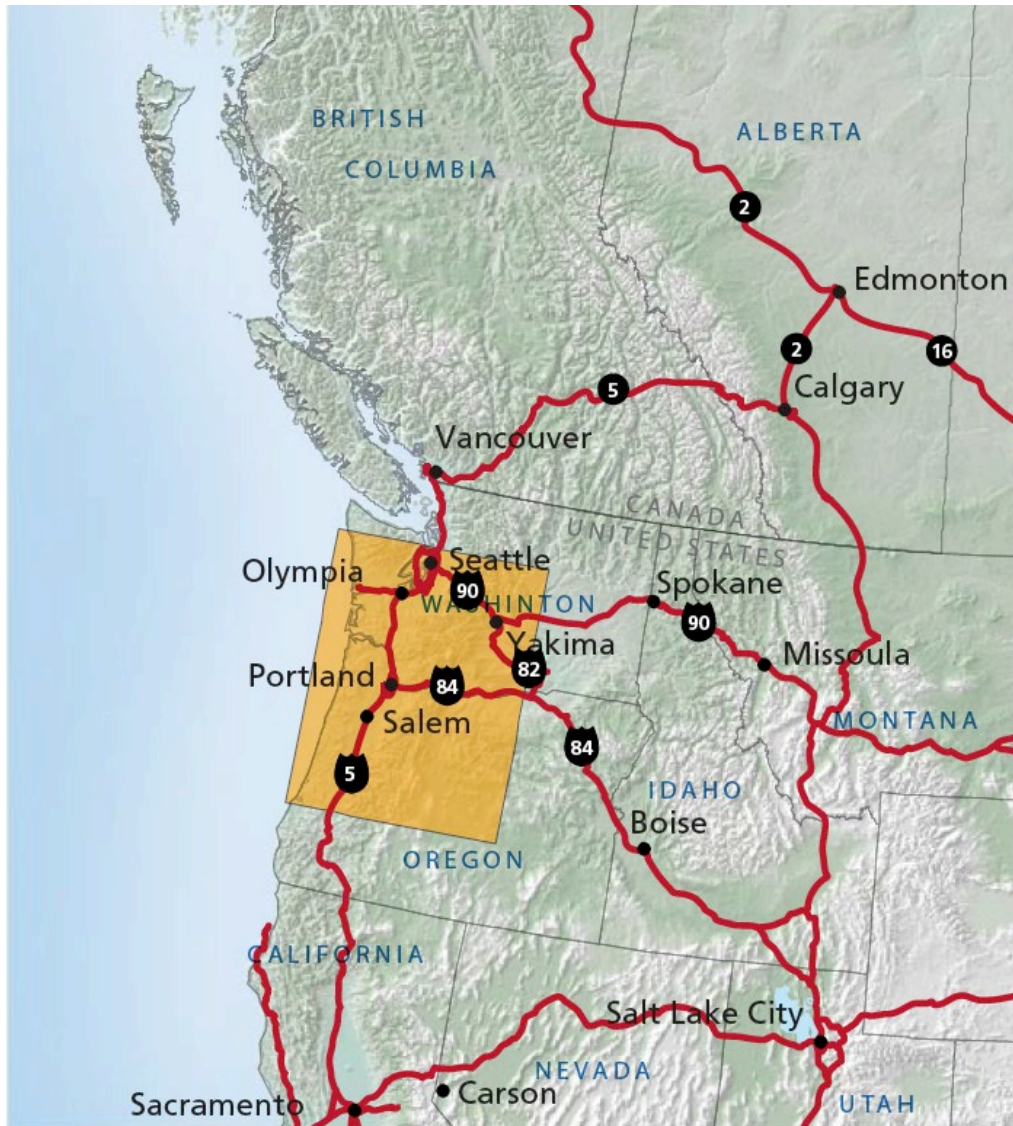 BRITISH
COLUMBIA
ALBERTA
2
Edmonton
2
16
5
Calgary
Vancouver
CANADA
UNITED STATES
Seattle
Olympia
90
WASHINTON
Spokane
90
Yakima
Missoula
82
Portland
84
Salem
MONTANA
84
5
IDAHO
Boise
OREGON
CALIFORNIA
Salt Lake City
NEVADA
Carson
Sacramento
UTAH